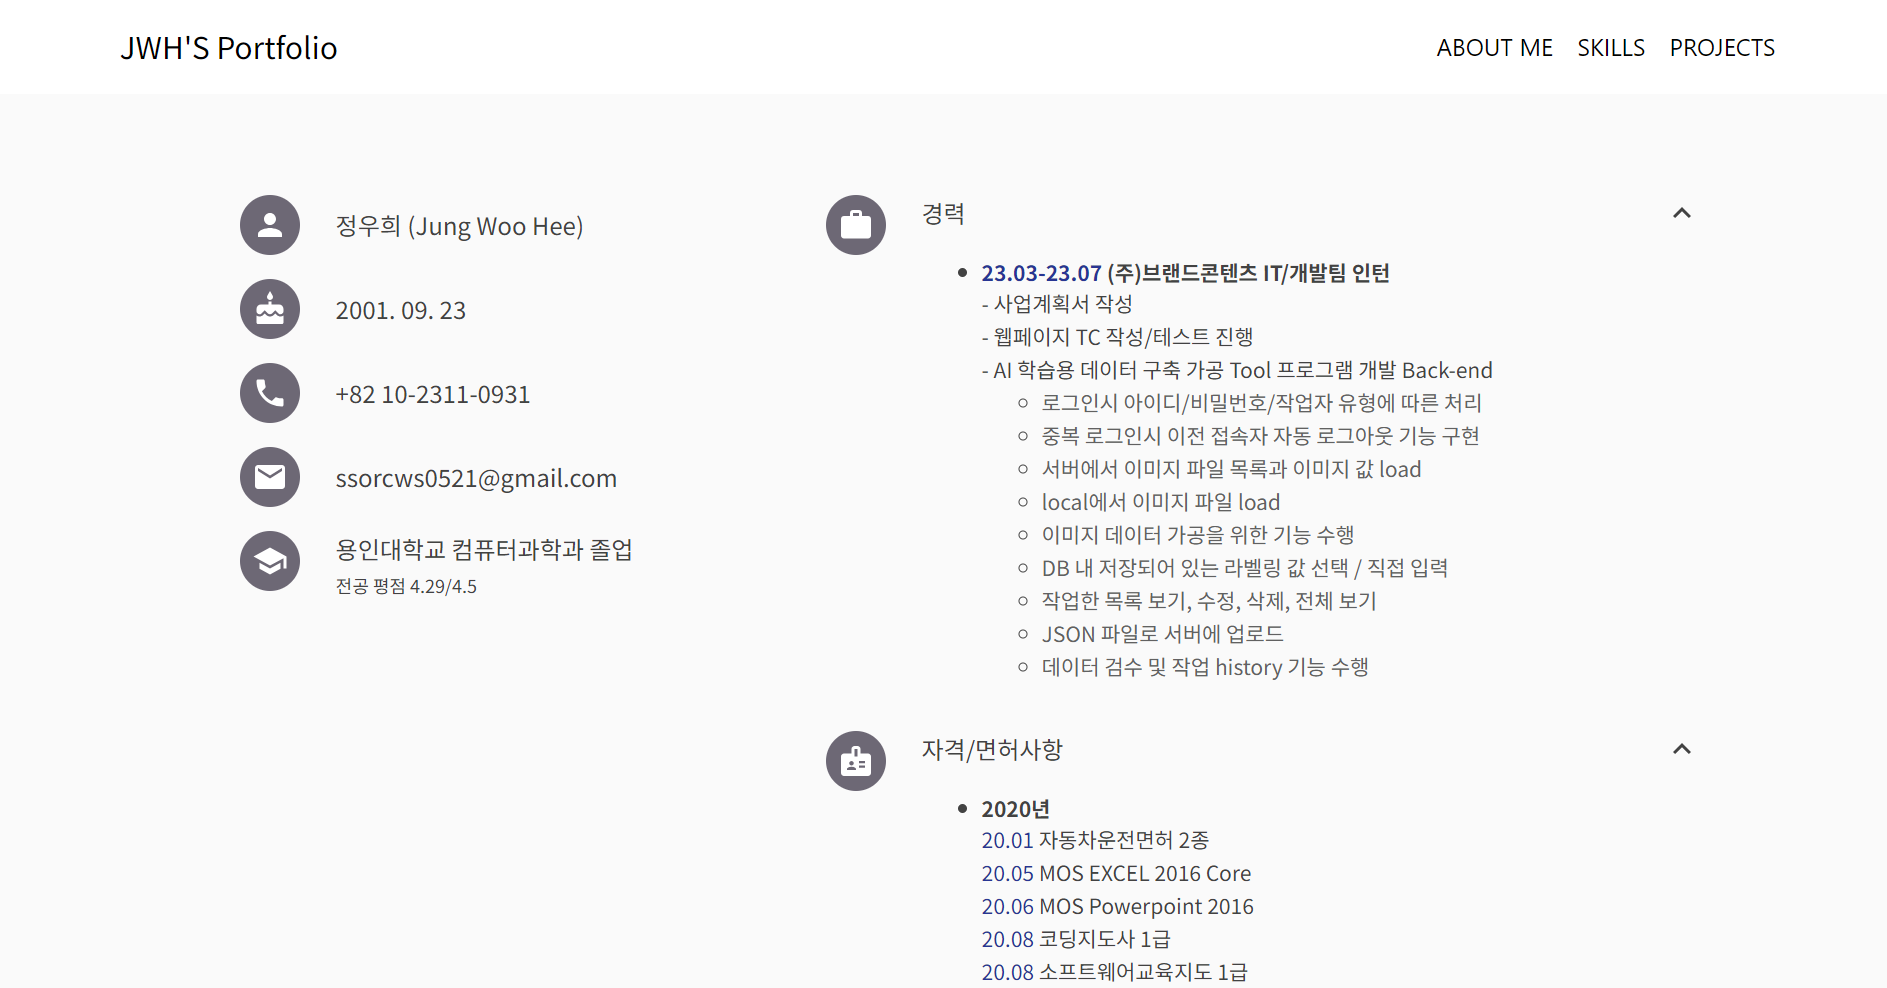 JWH'S Portfolio
ABOUT ME SKILLS PROJECTS
정우희 (Jung Woo Hee)
2001. 09. 23
+82 10-2311-0931
ssorcws0521@gmail.com
용인대학교 컴퓨터과학과 졸업
전공 평점 4.29/4.5
경력
23.03-23.07 (주)브랜드콘텐츠 IT/개발팀 인턴
- 사업계획서 작성
- 웹페이지 TC 작성/테스트 진행
- AI 학습용 데이터 구축 가공 Tool 프로그램 개발 Back-end
로그인시 아이디/비밀번호/작업자 유형에 따른 처리
중복 로그인시 이전 접속자 자동 로그아웃 기능 구현
서버에서 이미지 파일 목록과 이미지 값 load
local에서 이미지 파일 load
이미지 데이터 가공을 위한 기능 수행
DB 내 저장되어 있는 라벨링 값 선택 / 직접 입력
작업한 목록 보기, 수정, 삭제, 전체 보기
JSON 파일로 서버에 업로드
데이터 검수 및 작업 history 기능 수행
자격/면허사항
2020년
20.01 자동차운전면허 2종
20.05 MOS EXCEL 2016 Core
20.06 MOS Powerpoint 2016
20.08 코딩지도사 1급
20.08 소프트웨어교육지도 1급